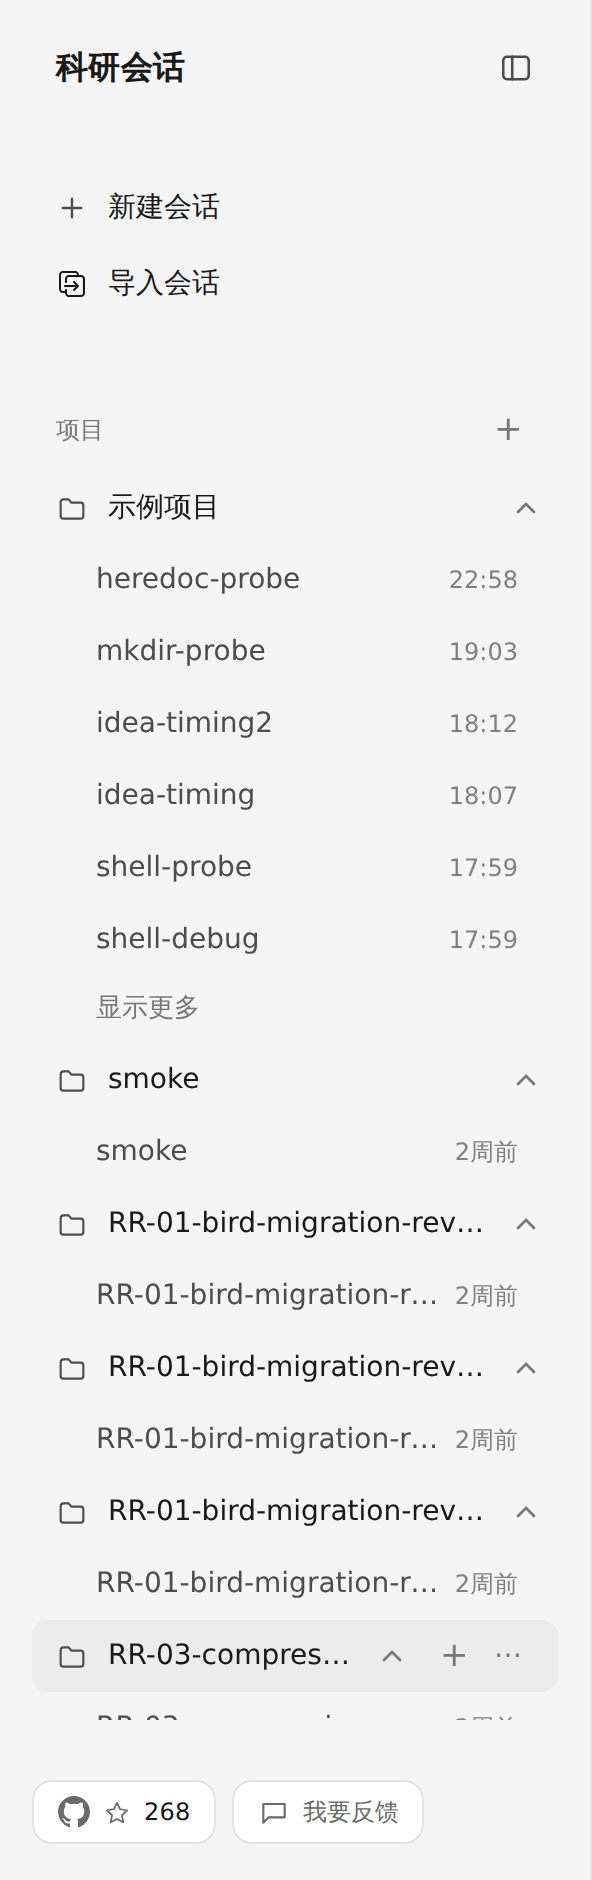 科研会话
新建会话
导入会话
项目
示例项目
heredoc-probe 22:58
mkdir-probe 19:03
idea-timing2 18:12
idea-timing 18:07
shell-probe 17:59
shell-debug 17:59
显示更多
smoke
smoke 2周前
RR-01-bird-migration-rev...
RR-01-bird-migration-r... 2周前
RR-01-bird-migration-rev...
RR-01-bird-migration-r... 2周前
RR-01-bird-migration-rev...
RR-01-bird-migration-r... 2周前
RR-03-compres... ...
268 我要反馈